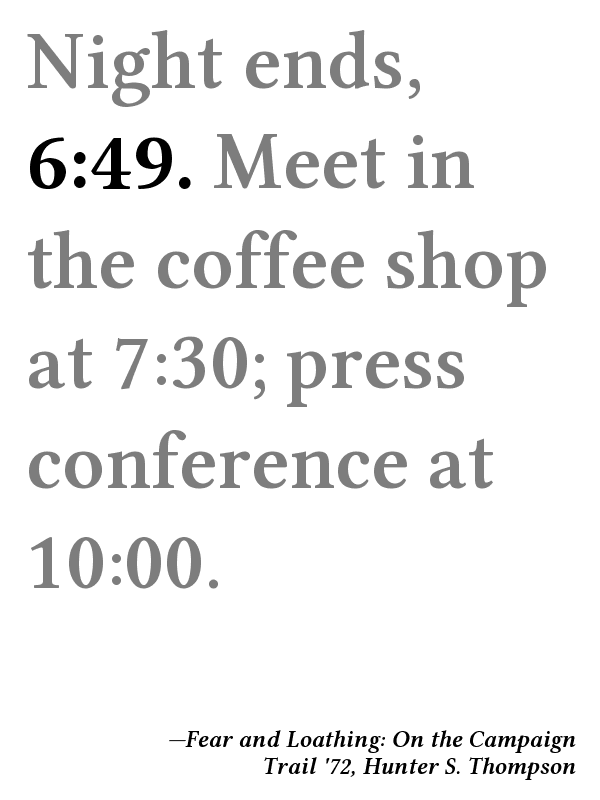 Night ends,
6:49. Meet in
the coffee shop
at 7:30; press
conference at
10:00.
—Fear and Loathing: On the Campaign
Trail '72, Hunter S. Thompson